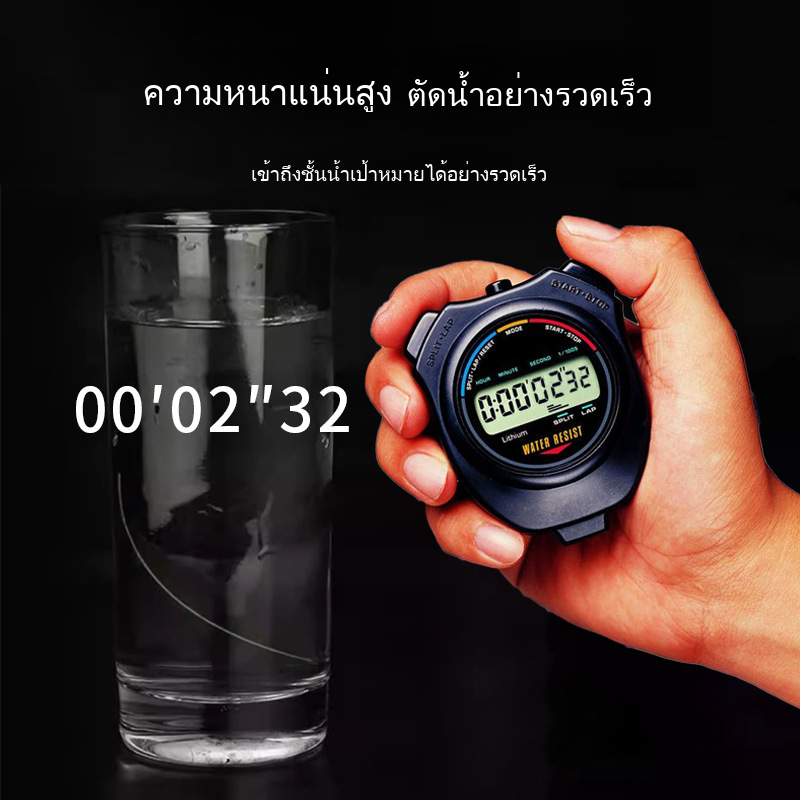 ความหนาแน่นสูง ตัดน้ำอย่างรวดเร็ว
เข้าถึงชั้นน้ำเป้าหมายได้อย่างรวดเร็ว
00'02"32
START•STOP
SPLIT•LAP
SPLIT•LAP/RESET MODE START•STOP
HOUR MINUTE SECOND 1/100S
0:00'02"32
SPLIT LAP
Lithium
WATER RESIST